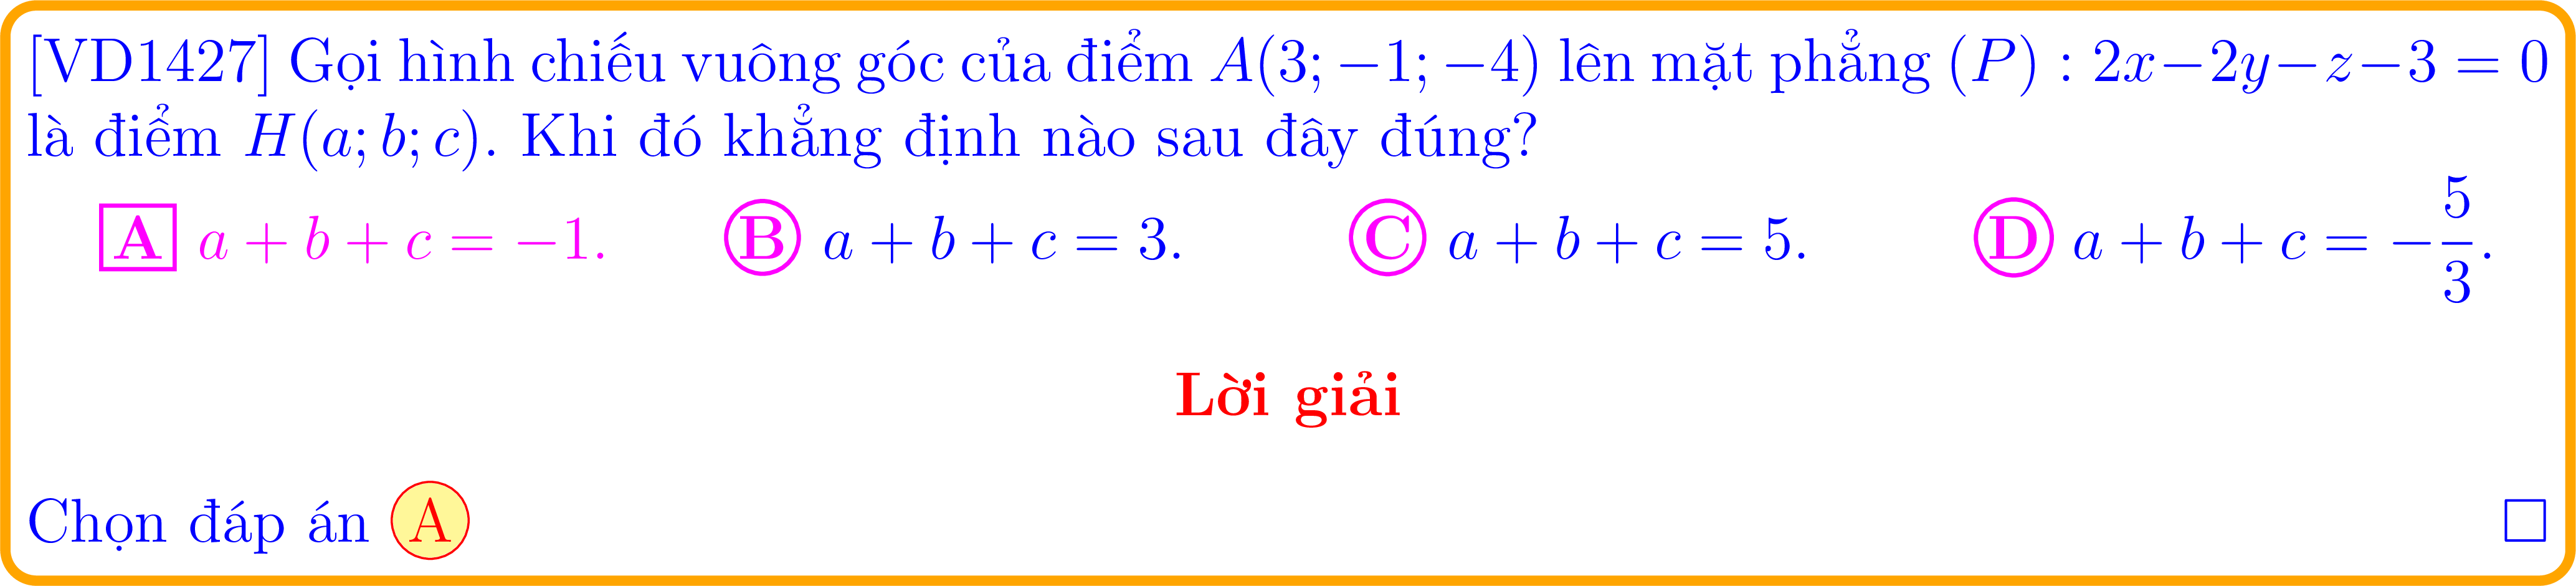 [VD1427] Gọi hình chiếu vuông góc của điểm A(3; −1; −4) lên mặt phẳng (P) : 2x−2y−z−3 = 0
là điểm H(a; b; c). Khi đó khẳng định nào sau đây đúng?
A a + b + c = −1. B a + b + c = 3. C a + b + c = 5. D a + b + c = −5/3.
Lời giải
Chọn đáp án A □